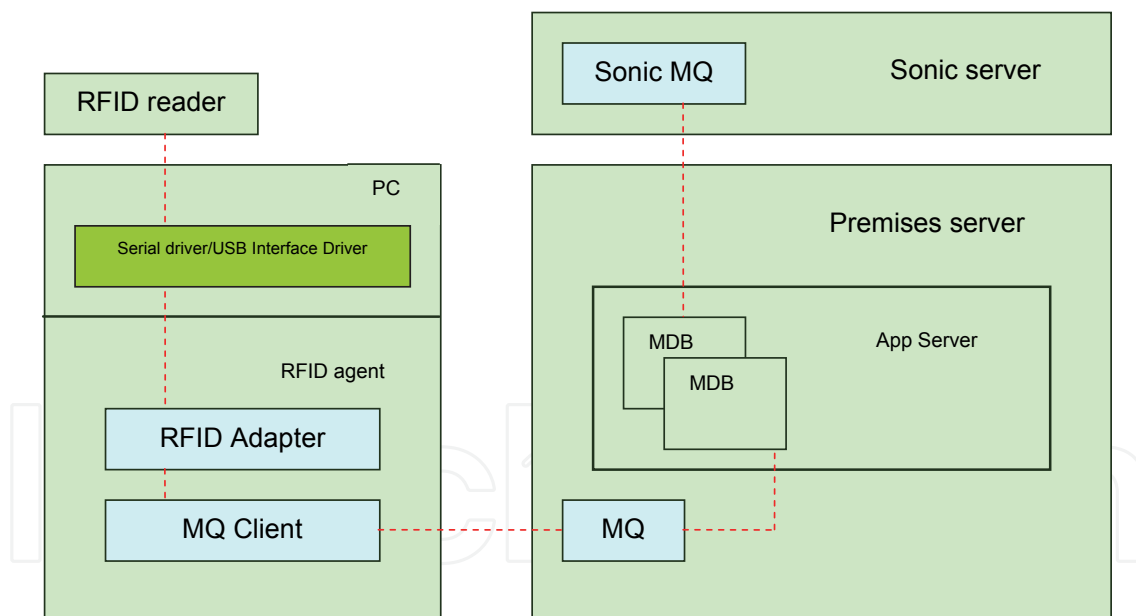 RFID reader
PC
Serial driver/USB Interface Driver
RFID agent
RFID Adapter
MQ Client
Sonic MQ
Sonic server
Premises server
App Server
MDB
MDB
MQ